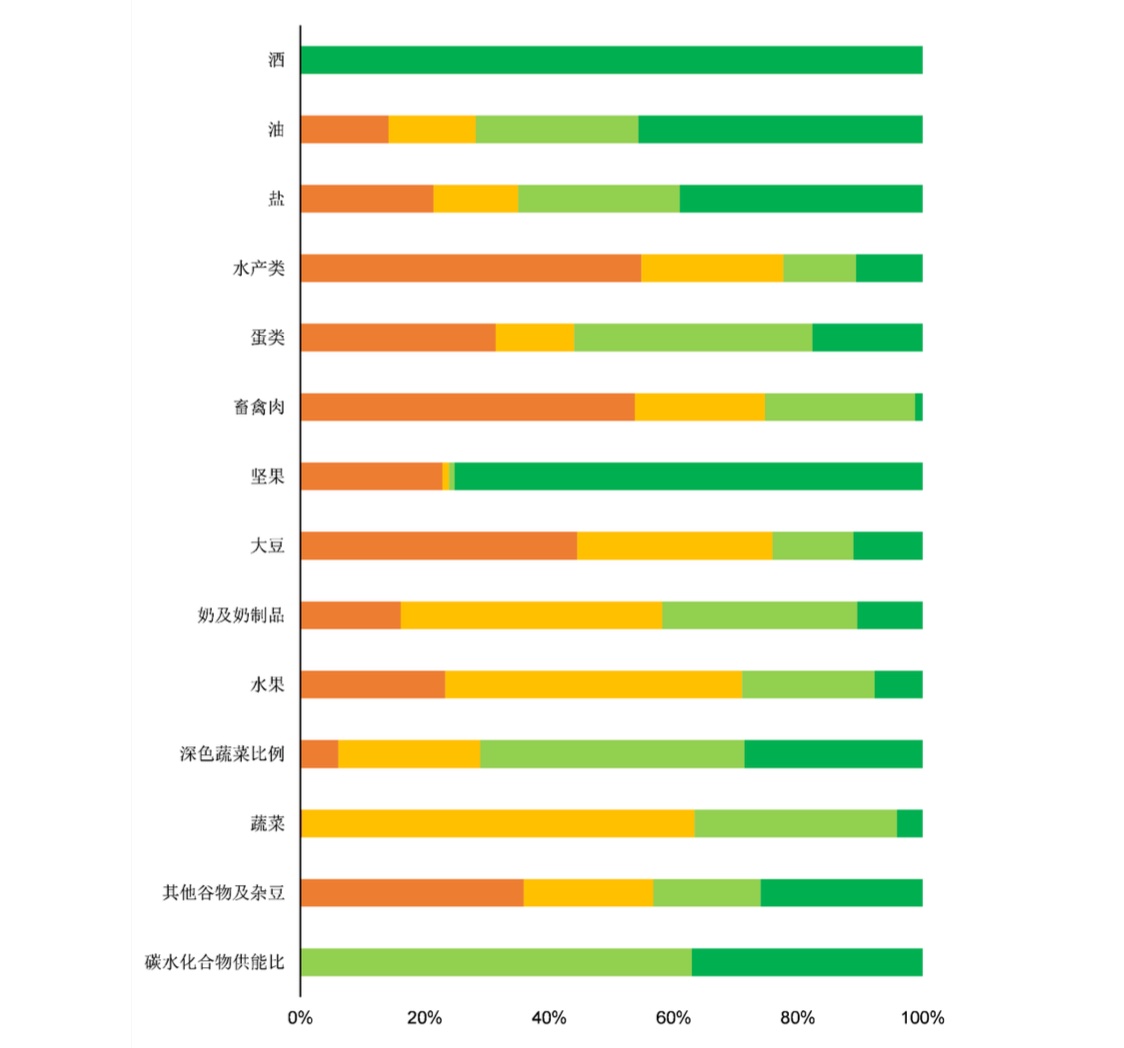 酒
油
盐
水产类
蛋类
畜禽肉
坚果
大豆
奶及奶制品
水果
深色蔬菜比例
蔬菜
其他谷物及杂豆
碳水化合物供能比
0% 20% 40% 60% 80% 100%